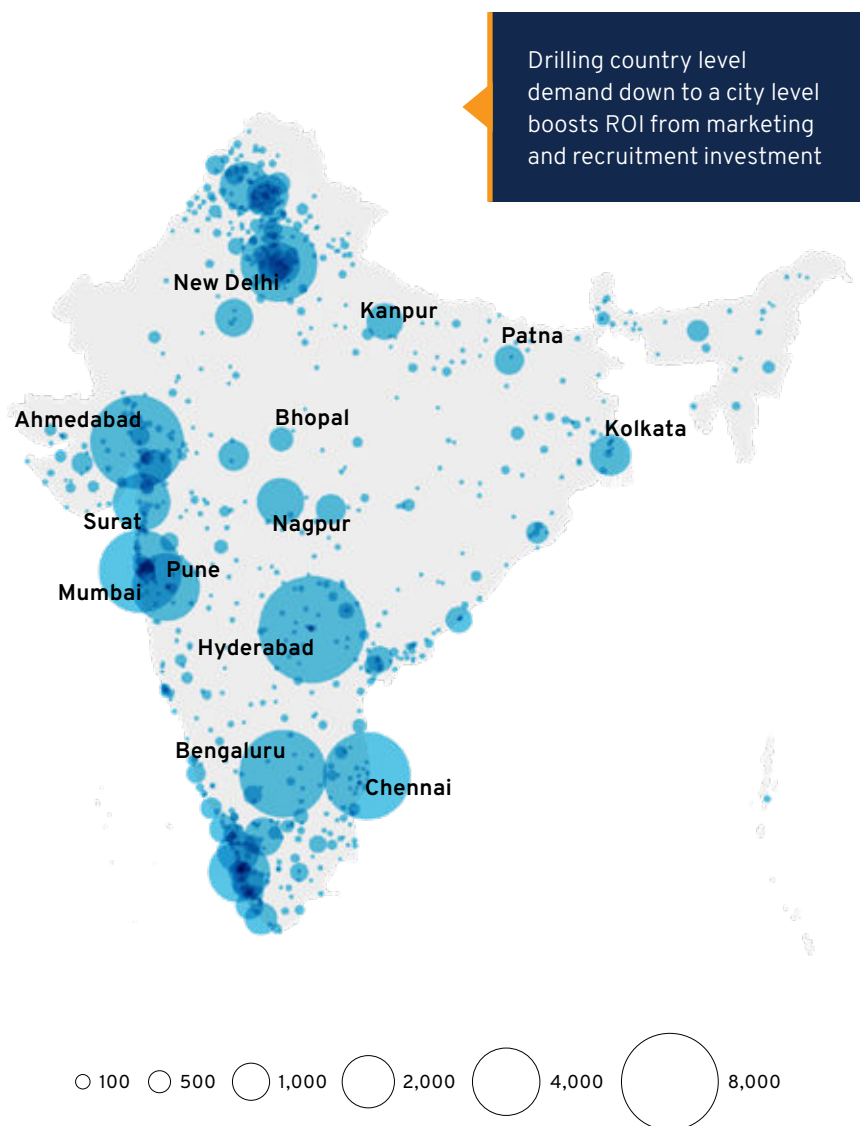 Drilling country level
demand down to a city level
boosts ROI from marketing
and recruitment investment
New Delhi
Kanpur
Patna
Ahmedabad
Bhopal
Kolkata
Surat
Nagpur
Pune
Mumbai
Hyderabad
Bengaluru
Chennai
100 500 1,000 2,000 4,000 8,000